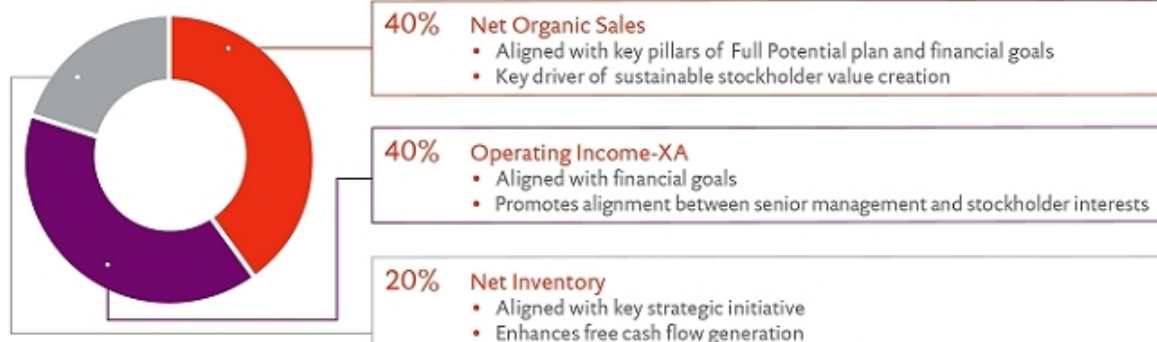 40% Net Organic Sales
• Aligned with key pillars of Full Potential plan and financial goals
• Key driver of sustainable stockholder value creation
40% Operating Income-XA
• Aligned with financial goals
• Promotes alignment between senior management and stockholder interests
20% Net Inventory
• Aligned with key strategic initiative
• Enhances free cash flow generation